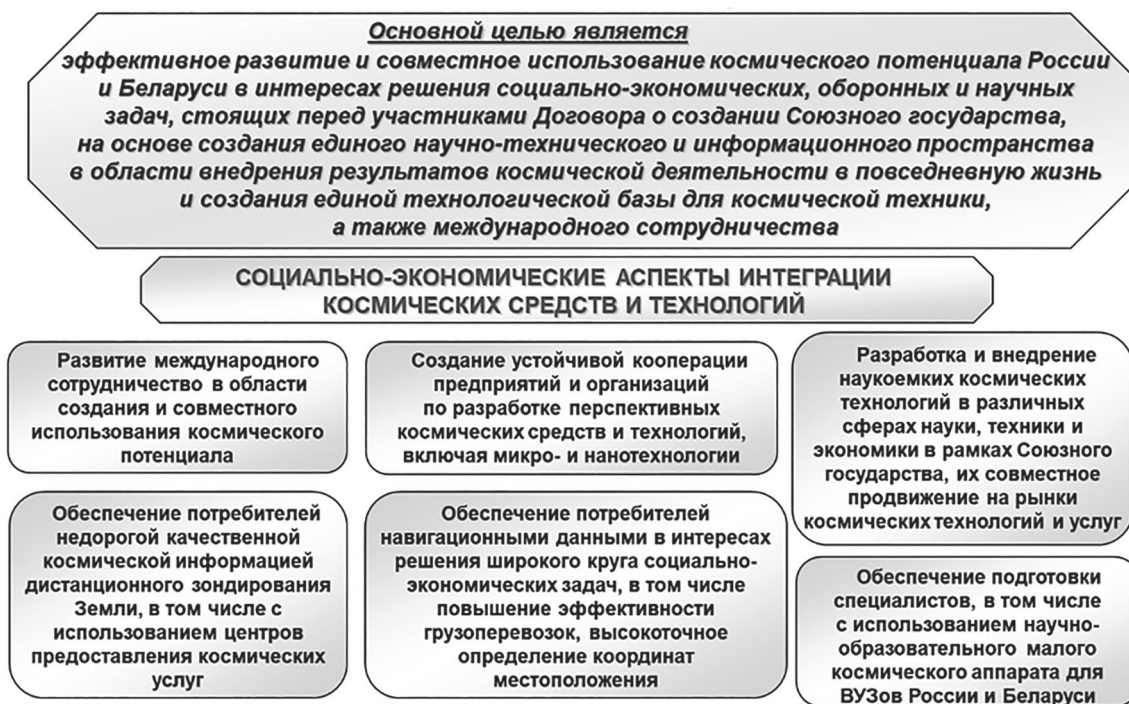 Основной целью является
эффективное развитие и совместное использование космического потенциала России
и Беларуси в интересах решения социально-экономических, оборонных и научных
задач, стоящих перед участниками Договора о создании Союзного государства,
на основе создания единого научно-технического и информационного пространства
в области внедрения результатов космической деятельности в повседневную жизнь
и создания единой технологической базы для космической техники,
а также международного сотрудничества
СОЦИАЛЬНО-ЭКОНОМИЧЕСКИЕ АСПЕКТЫ ИНТЕГРАЦИИ
КОСМИЧЕСКИХ СРЕДСТВ И ТЕХНОЛОГИЙ
Развитие международного
сотрудничество в области
создания и совместного
использования космического
потенциала
Создание устойчивой кооперации
предприятий и организаций
по разработке перспективных
космических средств и технологий,
включая микро- и нанотехнологии
Разработка и внедрение
наукоемких космических
технологий в различных
сферах науки, техники и
экономики в рамках Союзного
государства, их совместное
продвижение на рынки
космических технологий и услуг
Обеспечение потребителей
недорогой качественной
космической информацией
дистанционного зондирования
Земли, в том числе с
использованием центров
предоставления космических
услуг
Обеспечение потребителей
навигационными данными в интересах
решения широкого круга социально-
экономических задач, в том числе
повышение эффективности
грузоперевозок, высокоточное
определение координат
местоположения
Обеспечение подготовки
специалистов, в том числе
с использованием научно-
образовательного малого
космического аппарата для
ВУЗов России и Беларуси